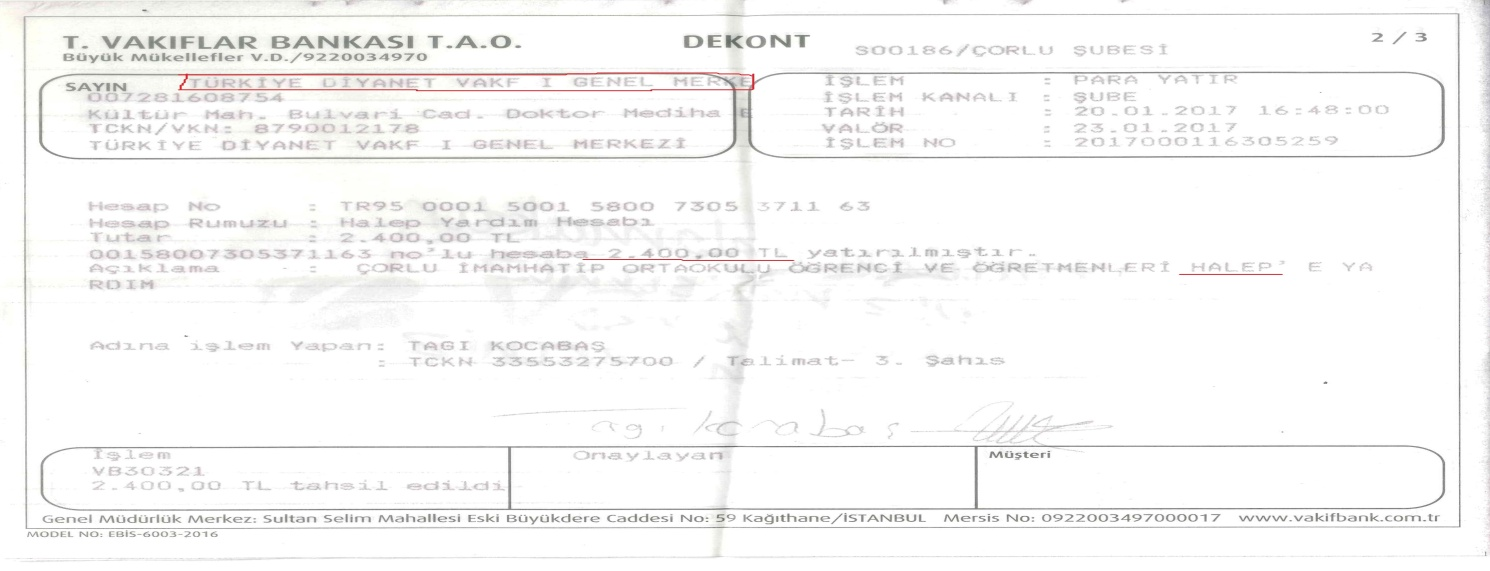 T. VAKIFLAR BANKASI T.A.O. DEKONT S00186/ÇORLU ŞUBESİ 2 / 3
Büyük Mükellefler V.D./9220034970
SAYIN TÜRKİYE DİYANET VAKF I GENEL MERKE
007281608754
Kültür Mah. Bulvari Cad. Doktor Mediha E
TCKN/VKN: 8790012178
TÜRKİYE DİYANET VAKF I GENEL MERKEZİ
İŞLEM : PARA YATIR
İŞLEM KANALI : ŞUBE
TARİH : 20.01.2017 16:48:00
VALÖR : 23.01.2017
İŞLEM NO : 2017000116305259
Hesap No : TR95 0001 5001 5800 7305 3711 63
Hesap Rumuzu : Halep Yardım Hesabı
Tutar : 2.400,00 TL
00158007305371163 no'lu hesaba 2.400,00 TL yatırılmıştır.
Açıklama : ÇORLU İMAMHATİP ORTAOKULU ÖĞRENCİ VE ÖĞRETMENLERİ HALEP' E YA
RDIM
Adına işlem Yapan: TAGI KOCABAŞ
: TCKN 33553275700 / Talimat- 3. Şahıs
Tagı Kocabaş
İşlem Onaylayan Müşteri
VB30321
2.400,00 TL tahsil edildi
Genel Müdürlük Merkez: Sultan Selim Mahallesi Eski Büyükdere Caddesi No: 59 Kağıthane/İSTANBUL Mersis No: 0922003497000017 www.vakifbank.com.tr
MODEL NO: EBİS-6003-2016